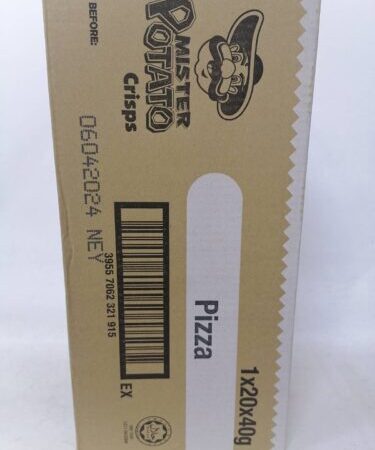 MISTER
POTATO
Crisps
BEFORE:
06042024 NEY
3955 7062 321 915
EX
Pizza
1x20x40g